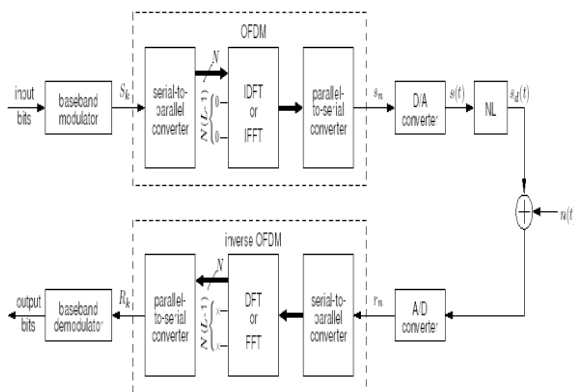 OFDM
input
bits
baseband
modulator
S_k
serial-to-
parallel
converter
N
N(L-1)
0
0
IDFT
or
IFFT
parallel-
to-serial
converter
s_n
D/A
converter
s(t)
NL
s_d(t)
n(t
inverse OFDM
output
bits
baseband
demodulator
R_k
parallel-
to-serial
converter
N
N(L-1)
×
×
DFT
or
FFT
serial-to-
parallel
converter
r_n
A/D
converter